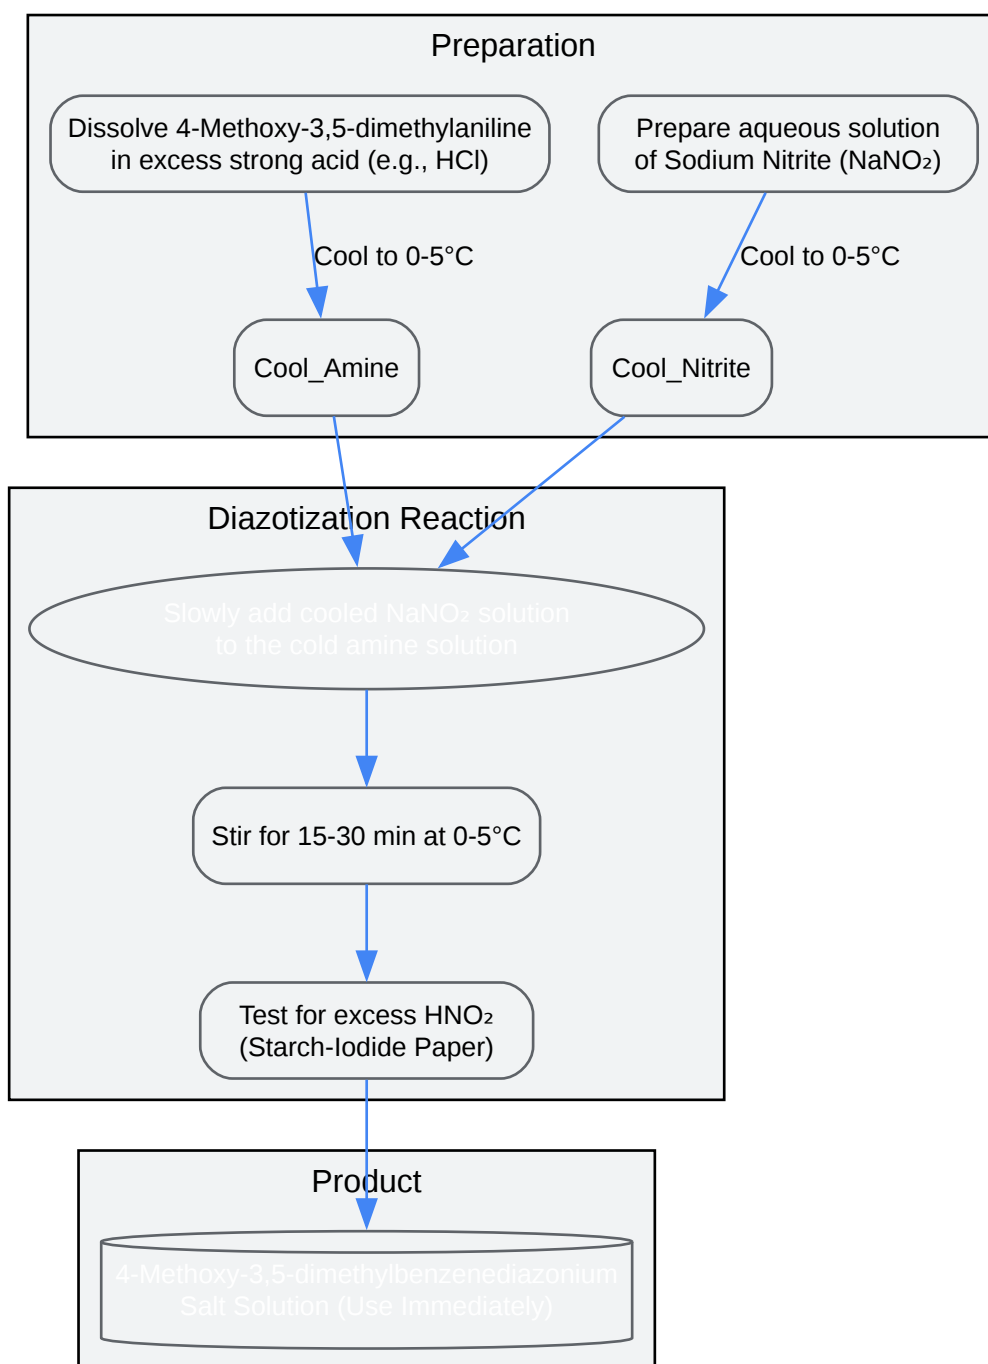 Preparation
Dissolve 4-Methoxy-3,5-dimethylaniline
in excess strong acid (e.g., HCl)
Prepare aqueous solution
of Sodium Nitrite (NaNO₂)
Cool to 0-5°C
Cool to 0-5°C
Cool_Amine
Cool_Nitrite
Diazotization Reaction
Slowly add cooled NaNO₂ solution
to the cold amine solution
Stir for 15-30 min at 0-5°C
Test for excess HNO₂
(Starch-Iodide Paper)
Product
4-Methoxy-3,5-dimethylbenzenediazonium
Salt Solution (Use Immediately)